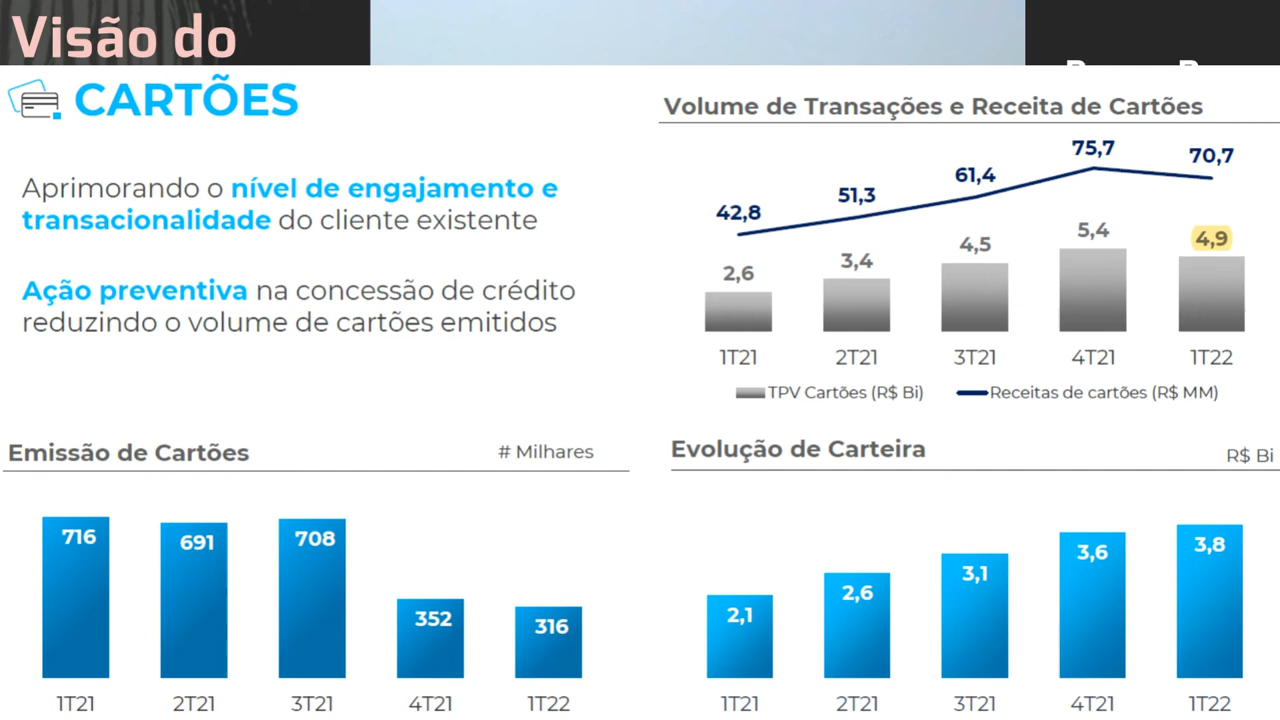 Visão do
CARTÕES
Aprimorando o nível de engajamento e
transacionalidade do cliente existente
Ação preventiva na concessão de crédito
reduzindo o volume de cartões emitidos
Volume de Transações e Receita de Cartões
42,8
51,3
61,4
75,7
70,7
2,6
3,4
4,5
5,4
4,9
1T21
2T21
3T21
4T21
1T22
TPV Cartões (R$ Bi)
Receitas de cartões (R$ MM)
Emissão de Cartões
# Milhares
716
691
708
352
316
1T21
2T21
3T21
4T21
1T22
Evolução de Carteira
R$ Bi
2,1
2,6
3,1
3,6
3,8
1T21
2T21
3T21
4T21
1T22